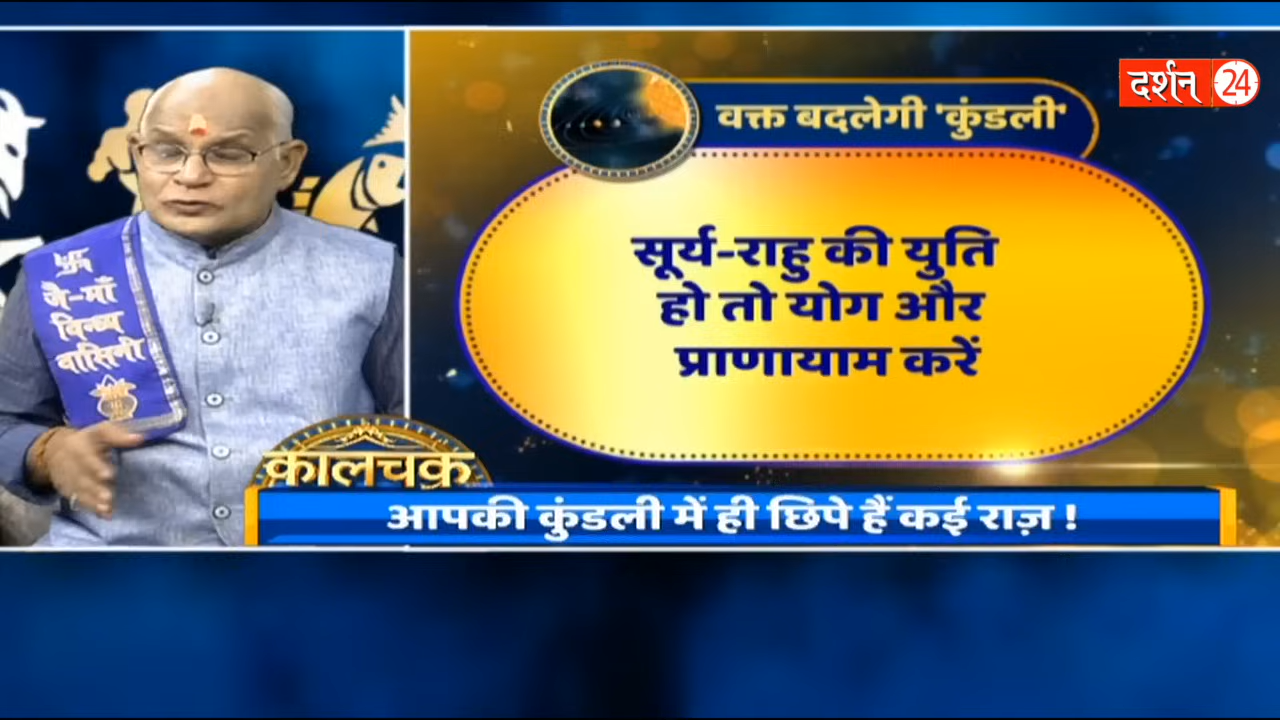 दर्शन 24
वक्त बदलेगी 'कुंडली'
सूर्य-राहु की युति
हो तो योग और
प्राणायाम करें
जै-माँ
विन्ध्य
वासिनी
कालचक्र
आपकी कुंडली में ही छिपे हैं कई राज़ !